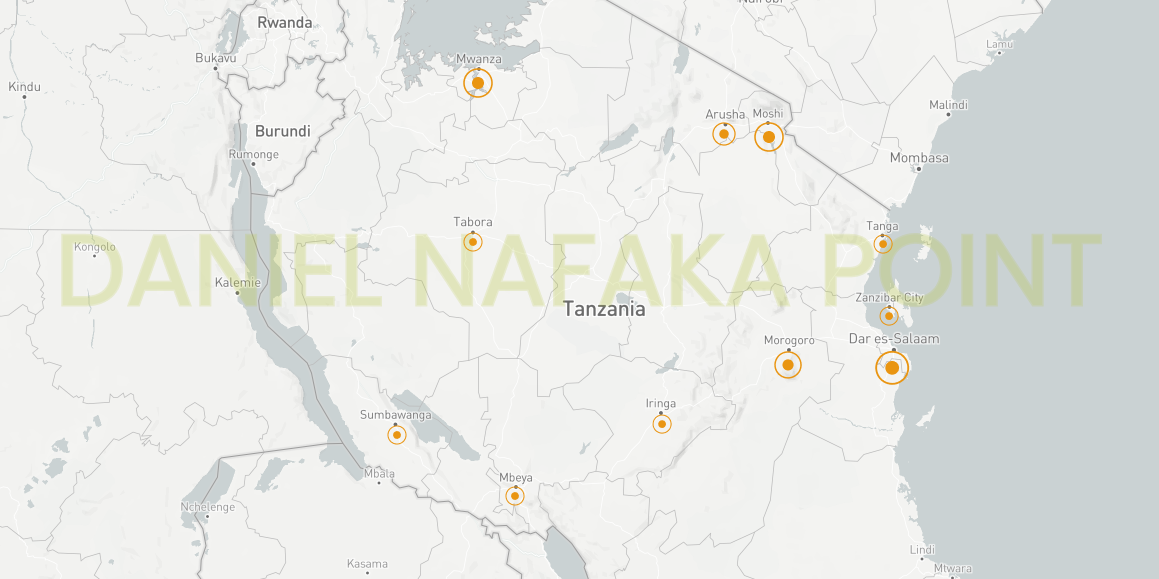 Nairobi
Rwanda
Lamu
Bukavu
Mwanza
Kindu
Malindi
Arusha
Moshi
Burundi
Rumonge
Mombasa
Tabora
Tanga
Kongolo
DANIEL NAFAKA POINT
Kalemie
Zanzibar City
Tanzania
Dar es-Salaam
Morogoro
Iringa
Sumbawanga
Mbala
Mbeya
Nchelenge
Lindi
Kasama
Mtwara